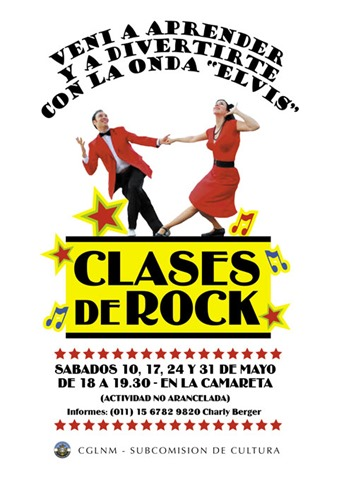 VENI A APRENDER
Y A DIVERTIRTE
CON LA ONDA "ELVIS"
CLASES
DE ROCK
SABADOS 10, 17, 24 Y 31 DE MAYO
DE 18 A 19.30 - EN LA CAMARETA
(ACTIVIDAD NO ARANCELADA)
Informes: (011) 15 6782 9820 Charly Berger
CGLNM - SUBCOMISION DE CULTURA